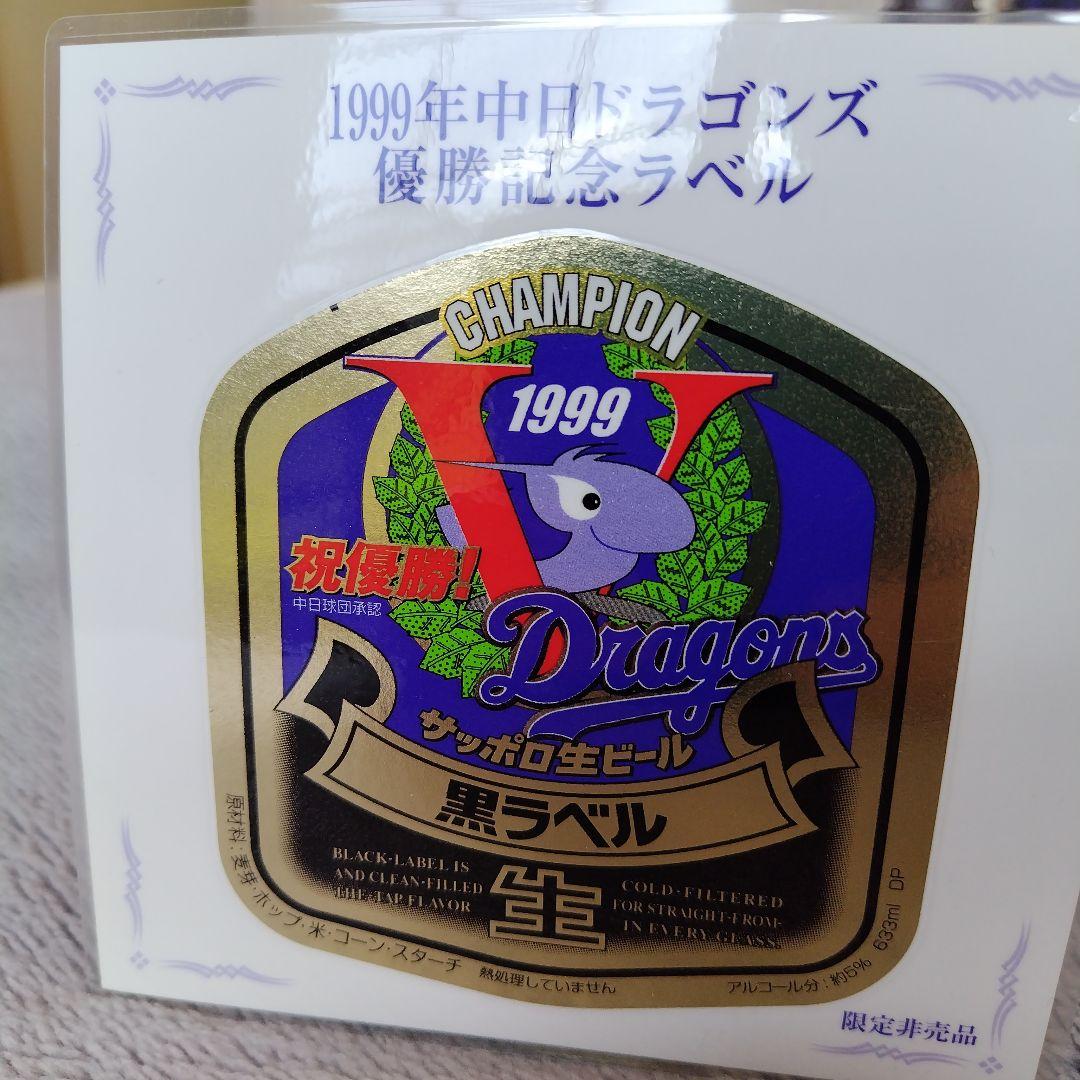 1999年中日ドラゴンズ
優勝記念ラベル
CHAMPION
V
1999
祝優勝!
中日球団承認
Dragons
サッポロ生ビール
黒ラベル
BLACK·LABEL IS
AND CLEAN·FILLED
THE·TAP FLAVOR
生
COLD·FILTERED
FOR STRAIGHT·FROM·
IN EVERY GLASS.
原材料:麦芽・ホップ・米・コーン・スターチ
熱処理していません
アルコール分:約5% 633ml DP
限定非売品